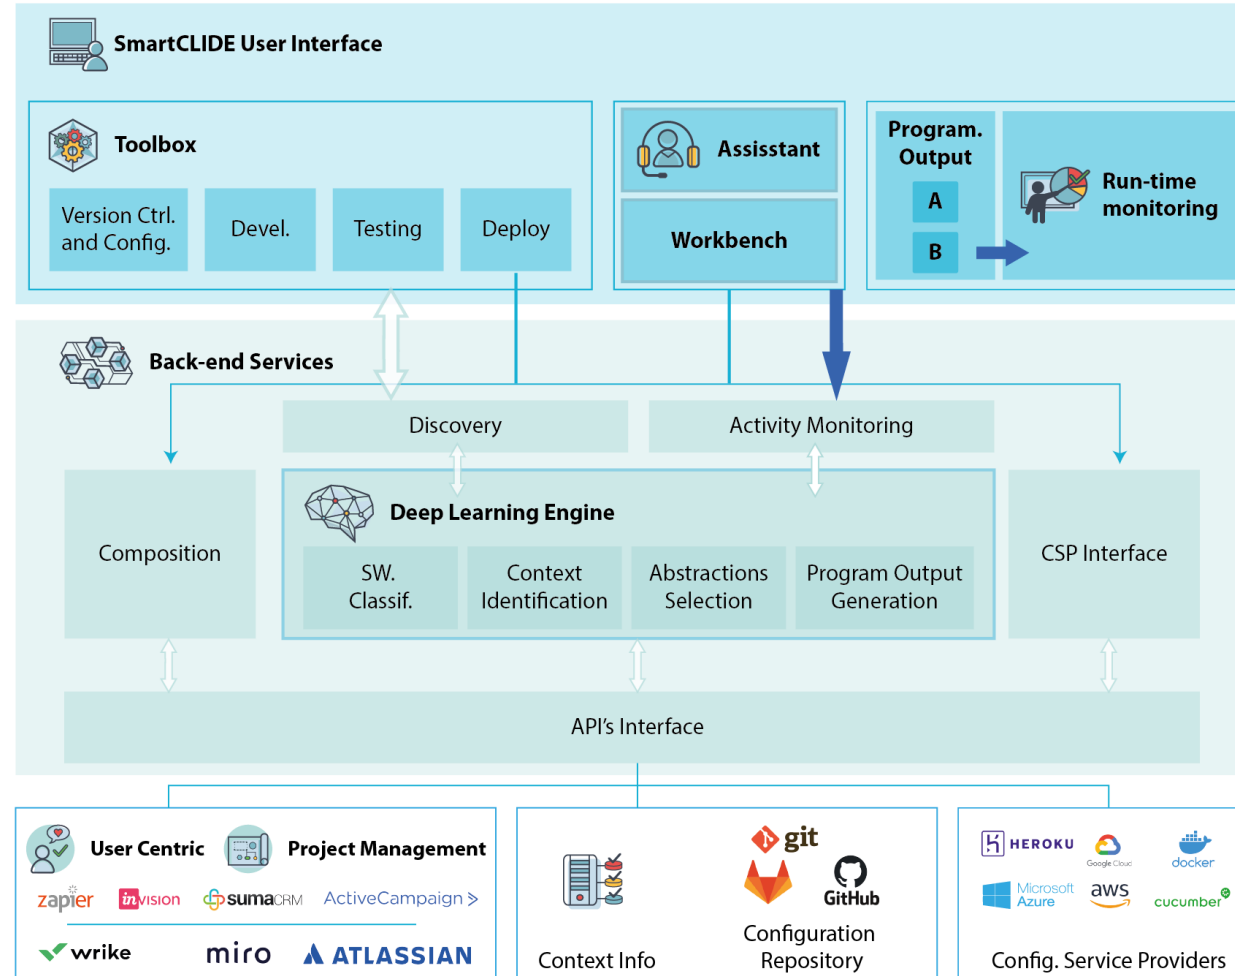 SmartCLIDE User Interface
Toolbox
Version Ctrl.
and Config.
Devel.
Testing
Deploy
Assisstant
Workbench
Program.
Output
A
B
Run-time
monitoring
Back-end Services
Discovery
Activity Monitoring
Composition
Deep Learning Engine
SW.
Classif.
Context
Identification
Abstractions
Selection
Program Output
Generation
CSP Interface
API's Interface
User Centric
Project Management
zapier
invision
sumaCRM
ActiveCampaign >
wrike
miro
ATLASSIAN
Context Info
git
GitHub
Configuration
Repository
HEROKU
Google Cloud
docker
Microsoft
Azure
aws
cucumber
Config. Service Providers